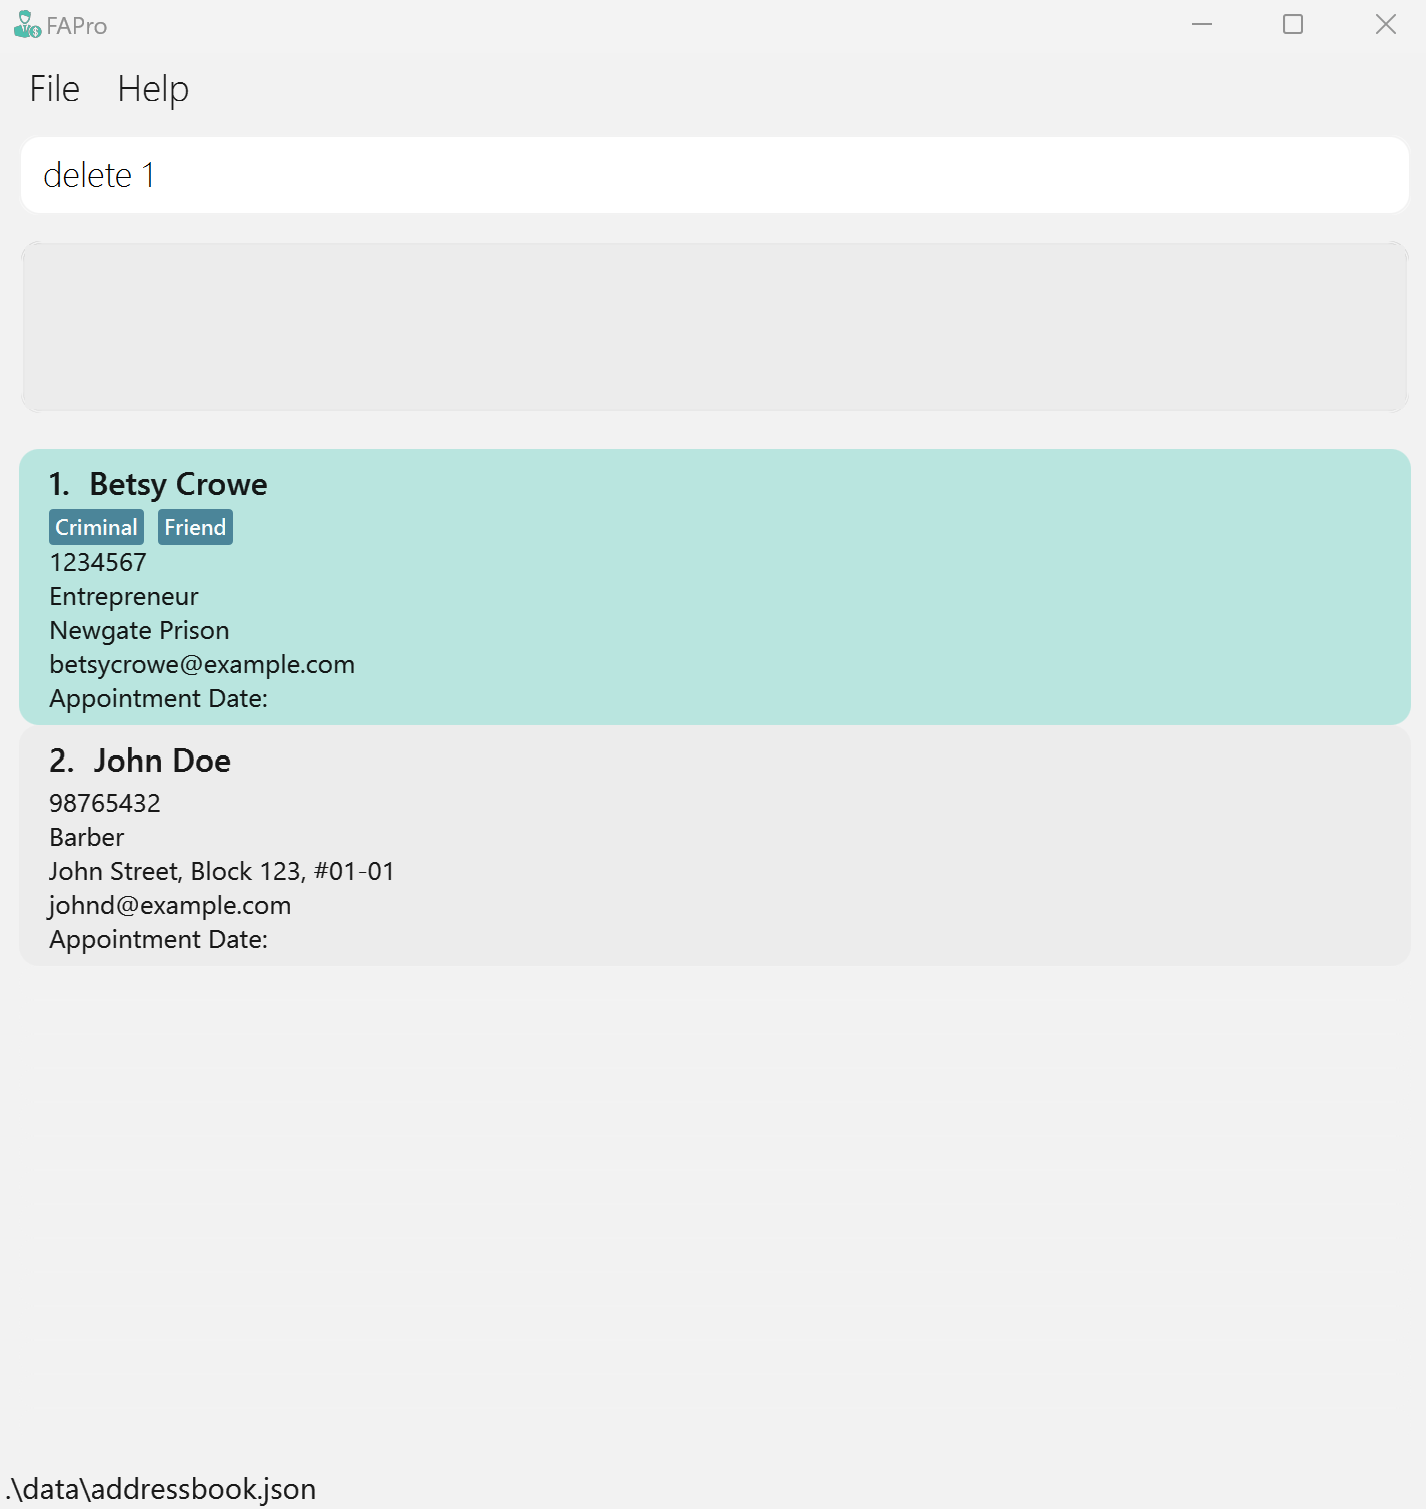 FAPro
File Help
delete 1
1. Betsy Crowe
Criminal Friend
1234567
Entrepreneur
Newgate Prison
betsycrowe@example.com
Appointment Date:
2. John Doe
98765432
Barber
John Street, Block 123, #01-01
johnd@example.com
Appointment Date:
.\data\addressbook.json